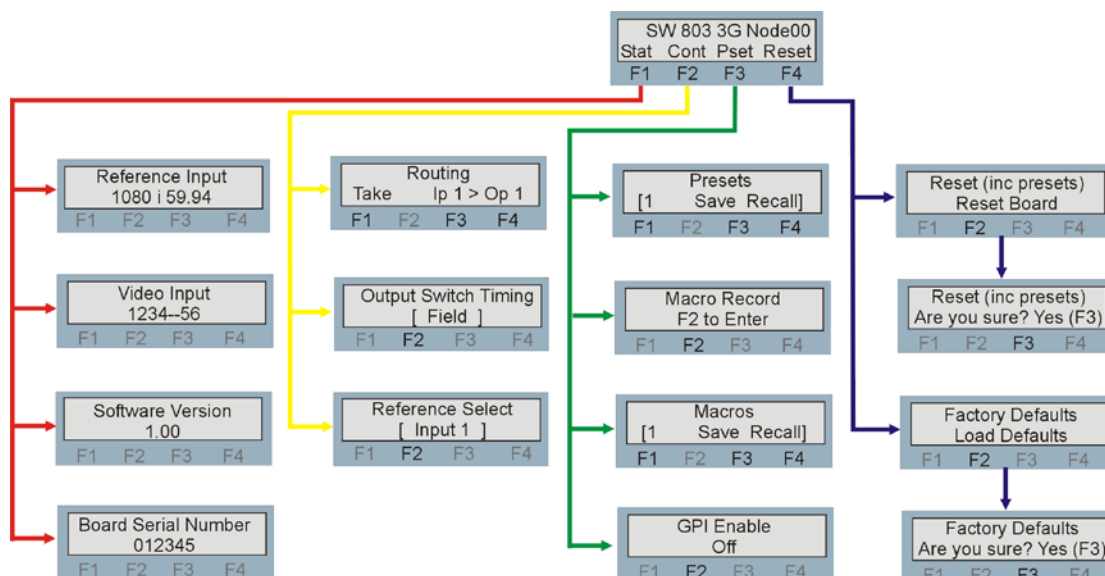 SW 803 3G Node00
Stat Cont Pset Reset
F1 F2 F3 F4
Reference Input
1080 i 59.94
F1 F2 F3 F4
Video Input
1234--56
F1 F2 F3 F4
Software Version
1.00
F1 F2 F3 F4
Board Serial Number
012345
F1 F2 F3 F4
Routing
Take Ip 1 > Op 1
F1 F2 F3 F4
Output Switch Timing
[ Field ]
F1 F2 F3 F4
Reference Select
[ Input 1 ]
F1 F2 F3 F4
Presets
[1 Save Recall]
F1 F2 F3 F4
Macro Record
F2 to Enter
F1 F2 F3 F4
Macros
[1 Save Recall]
F1 F2 F3 F4
GPI Enable
Off
F1 F2 F3 F4
Reset (inc presets)
Reset Board
F1 F2 F3 F4
Reset (inc presets)
Are you sure? Yes (F3)
F1 F2 F3 F4
Factory Defaults
Load Defaults
F1 F2 F3 F4
Factory Defaults
Are you sure? Yes (F3)
F1 F2 F3 F4